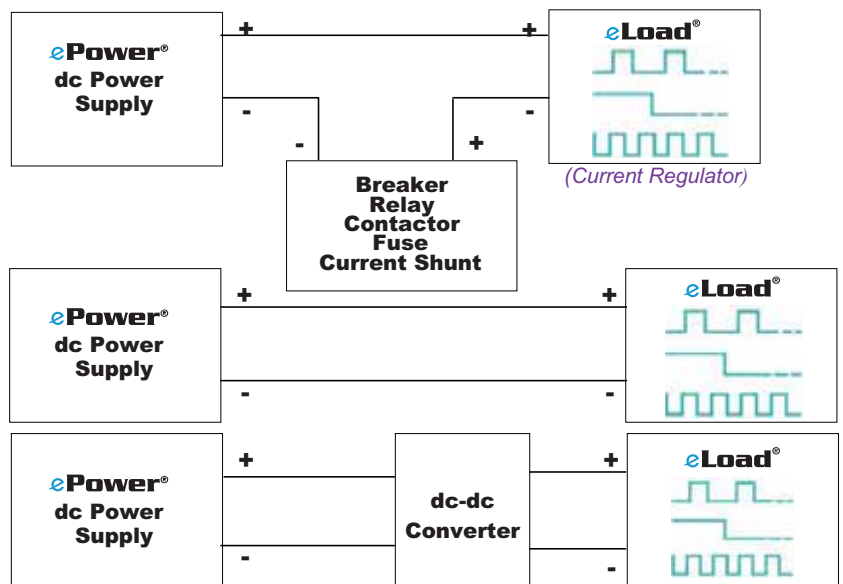 ePower®
dc Power
Supply
+
+
-
-
-
+
eLoad®
(Current Regulator)
Breaker
Relay
Contactor
Fuse
Current Shunt
ePower®
dc Power
Supply
+
+
-
-
eLoad®
ePower®
dc Power
Supply
+
-
dc-dc
Converter
+
-
eLoad®